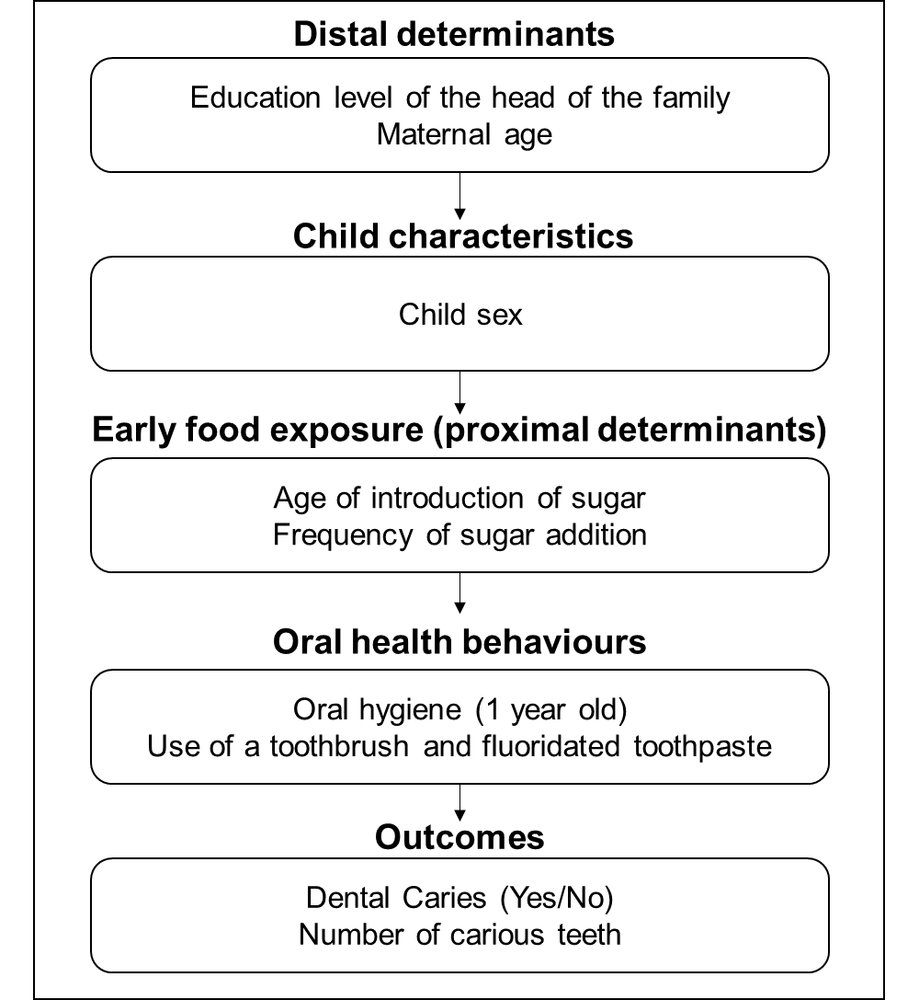 Distal determinants
Education level of the head of the family
Maternal age
Child characteristics
Child sex
Early food exposure (proximal determinants)
Age of introduction of sugar
Frequency of sugar addition
Oral health behaviours
Oral hygiene (1 year old)
Use of a toothbrush and fluoridated toothpaste
Outcomes
Dental Caries (Yes/No)
Number of carious teeth